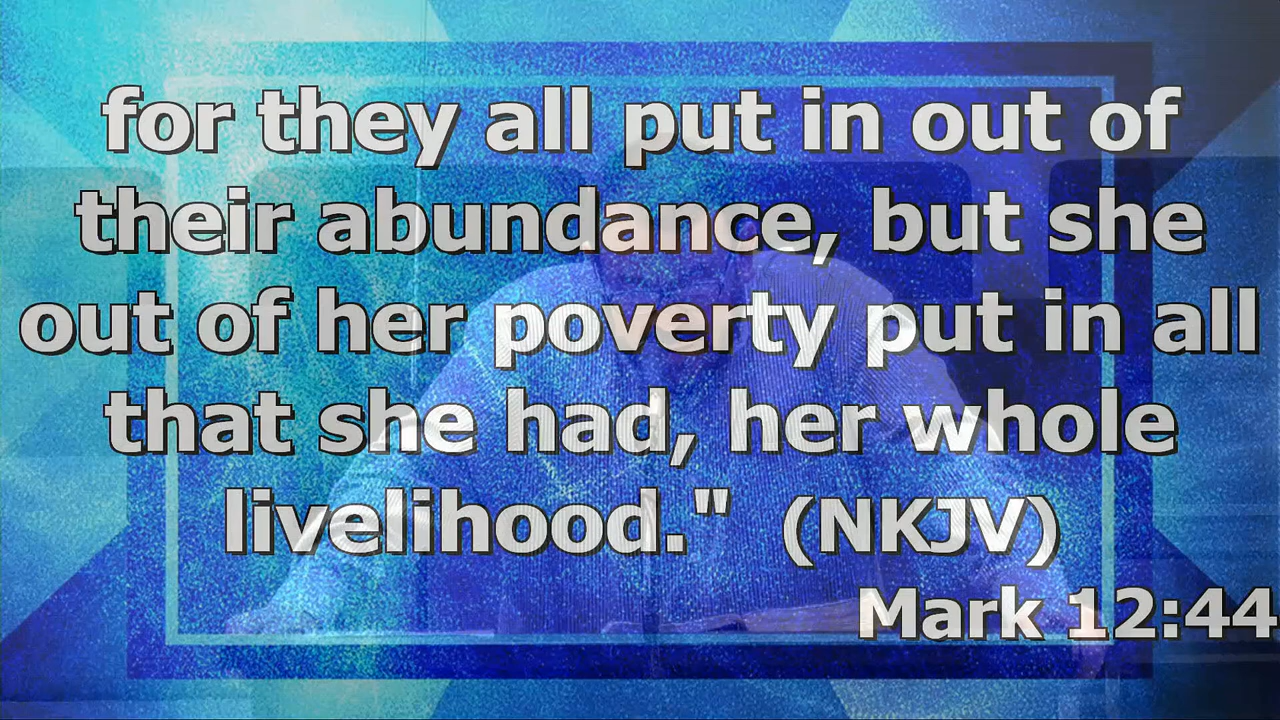 for they all put in out of
their abundance, but she
out of her poverty put in all
that she had, her whole
livelihood." (NKJV)
Mark 12:44